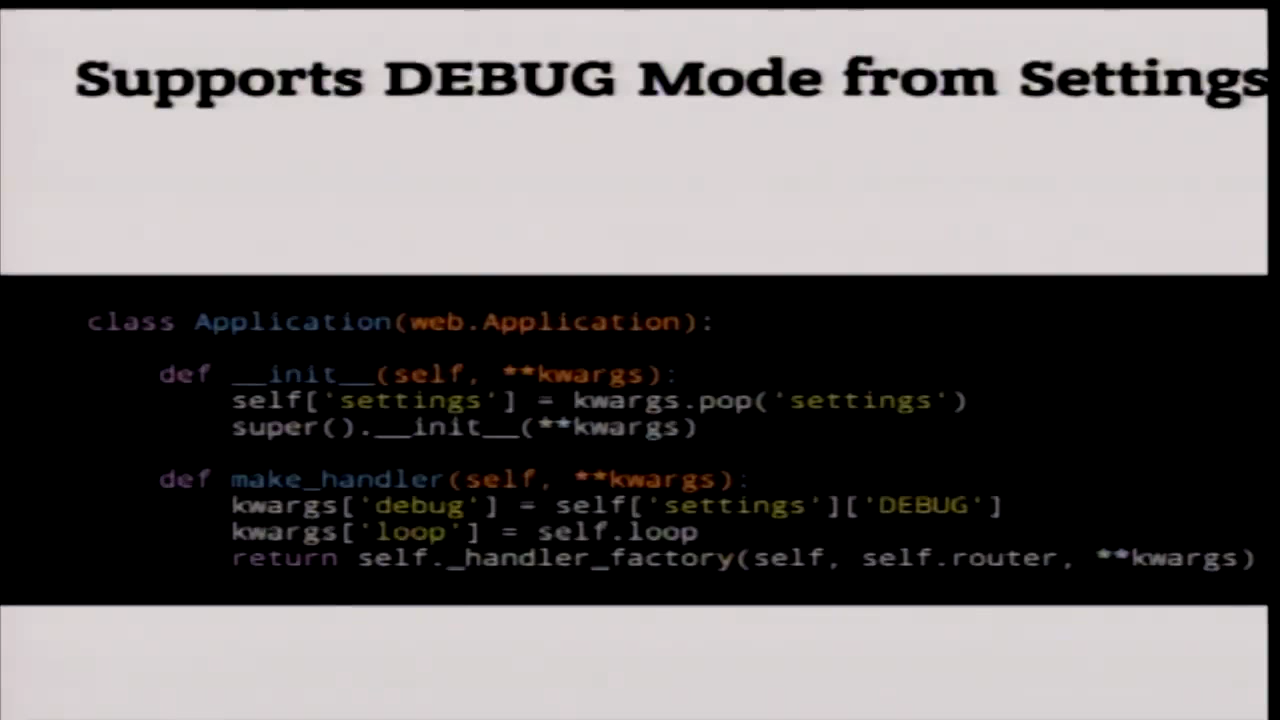 Supports DEBUG Mode from Settings
class Application(web.Application):
def __init__(self, **kwargs):
self['settings'] = kwargs.pop('settings')
super().__init__(**kwargs)
def make_handler(self, **kwargs):
kwargs['debug'] = self['settings']['DEBUG']
kwargs['loop'] = self.loop
return self._handler_factory(self, self.router, **kwargs)